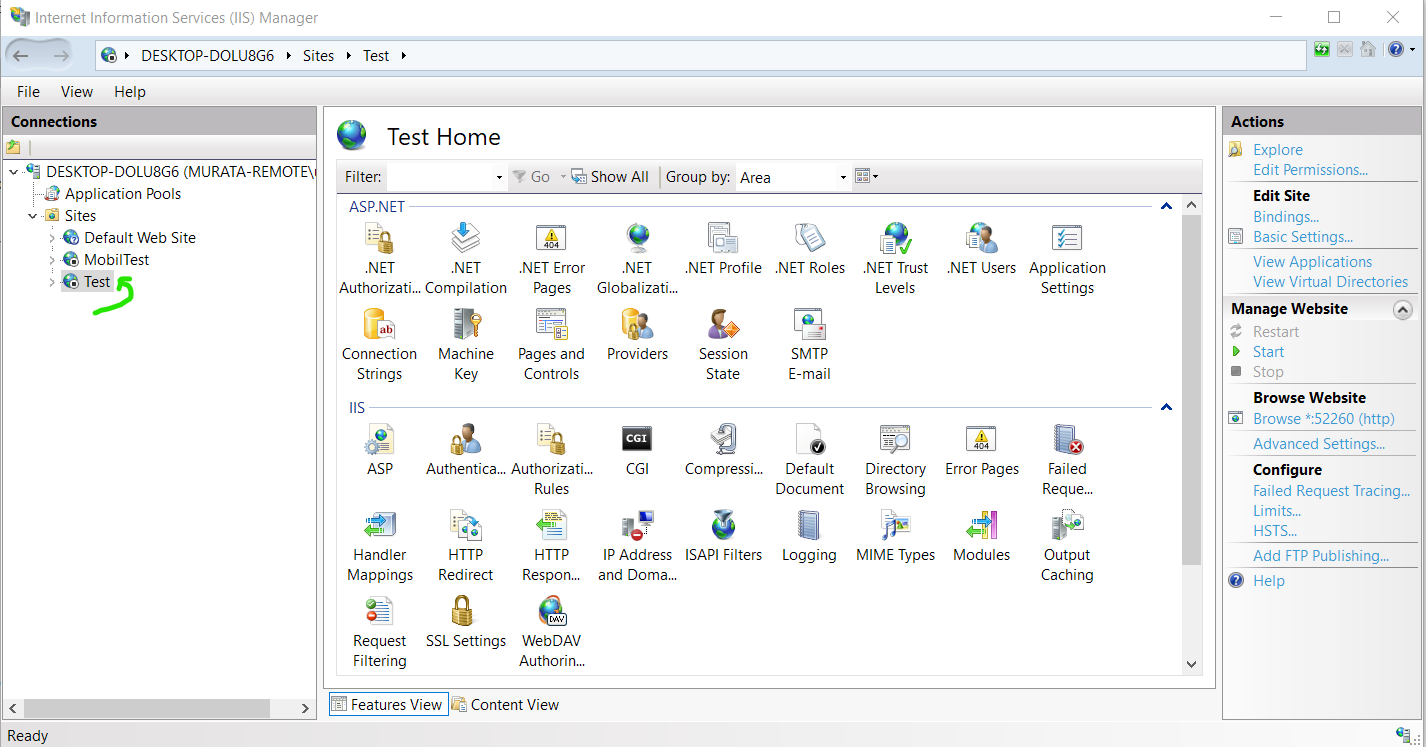 Internet Information Services (IIS) Manager
DESKTOP-DOLU8G6 Sites Test
File View Help
Connections
DESKTOP-DOLU8G6 (MURATA-REMOTE\
Application Pools
Sites
Default Web Site
MobilTest
Test
Test Home
Filter: Go Show All Group by: Area
ASP.NET
.NET Authorizati...
.NET Compilation
.NET Error Pages
.NET Globalizati...
.NET Profile
.NET Roles
.NET Trust Levels
.NET Users
Application Settings
Connection Strings
Machine Key
Pages and Controls
Providers
Session State
SMTP E-mail
IIS
ASP
Authentica...
Authorizati... Rules
CGI
Compressi...
Default Document
Directory Browsing
Error Pages
Failed Reque...
Handler Mappings
HTTP Redirect
HTTP Respon...
IP Address and Doma...
ISAPI Filters
Logging
MIME Types
Modules
Output Caching
Request Filtering
SSL Settings
WebDAV Authorin...
Features View Content View
Actions
Explore
Edit Permissions...
Edit Site
Bindings...
Basic Settings...
View Applications
View Virtual Directories
Manage Website
Restart
Start
Stop
Browse Website
Browse *:52260 (http)
Advanced Settings...
Configure
Failed Request Tracing...
Limits...
HSTS...
Add FTP Publishing...
Help
Ready